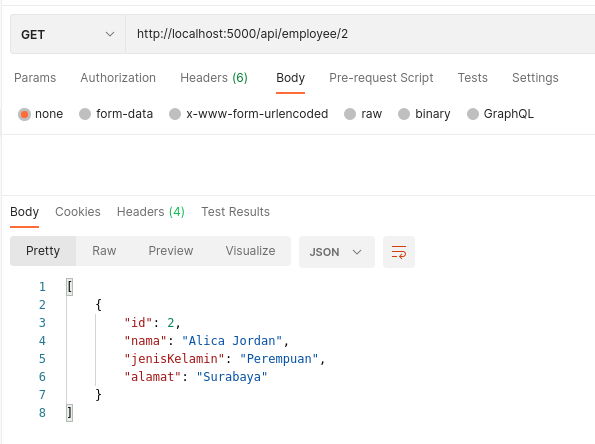 GET http://localhost:5000/api/employee/2
Params Authorization Headers (6) Body Pre-request Script Tests Settings
none form-data x-www-form-urlencoded raw binary GraphQL
Body Cookies Headers (4) Test Results
Pretty Raw Preview Visualize JSON
1 [
2 {
3 "id": 2,
4 "nama": "Alica Jordan",
5 "jenisKelamin": "Perempuan",
6 "alamat": "Surabaya"
7 }
8 ]